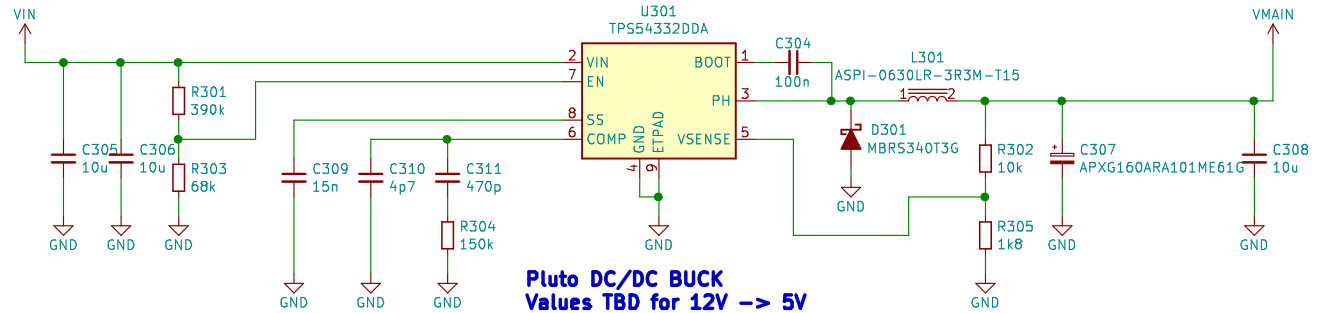 U301
TPS54332DDA
VIN
VMAIN
C304
100n
L301
ASPI-0630LR-3R3M-T15
1 2
2 VIN
7 EN
8 SS
6 COMP
BOOT 1
PH 3
VSENSE 5
GND 4
ETPAD 9
R301
390k
C305
10u
C306
10u
R303
68k
C309
15n
C310
4p7
C311
470p
R304
150k
D301
MBRS340T3G
R302
10k
C307
APXG160ARA101ME61G
+
C308
10u
R305
1k8
GND
GND
GND
GND
GND
GND
GND
GND
GND
GND
GND
Pluto DC/DC BUCK
Values TBD for 12V -> 5V